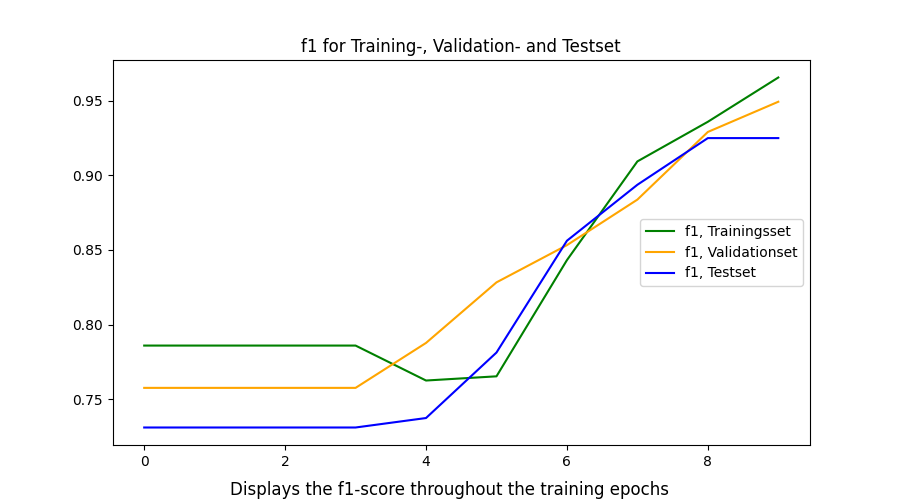 f1 for Training-, Validation- and Testset
0.95
0.90
0.85
0.80
0.75
f1, Trainingsset
f1, Validationset
f1, Testset
0 2 4 6 8
Displays the f1-score throughout the training epochs